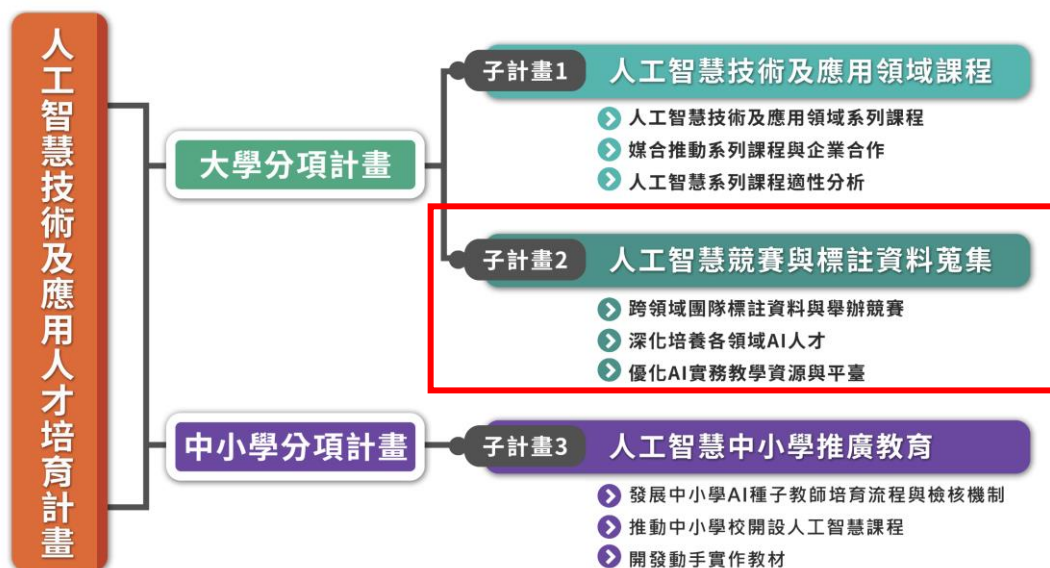 人工智慧技術及應用人才培育計畫
大學分項計畫
子計畫1 人工智慧技術及應用領域課程
人工智慧技術及應用領域系列課程
媒合推動系列課程與企業合作
人工智慧系列課程適性分析
子計畫2 人工智慧競賽與標註資料蒐集
跨領域團隊標註資料與舉辦競賽
深化培養各領域AI人才
優化AI實務教學資源與平臺
中小學分項計畫
子計畫3 人工智慧中小學推廣教育
發展中小學AI種子教師培育流程與檢核機制
推動中小學校開設人工智慧課程
開發動手實作教材